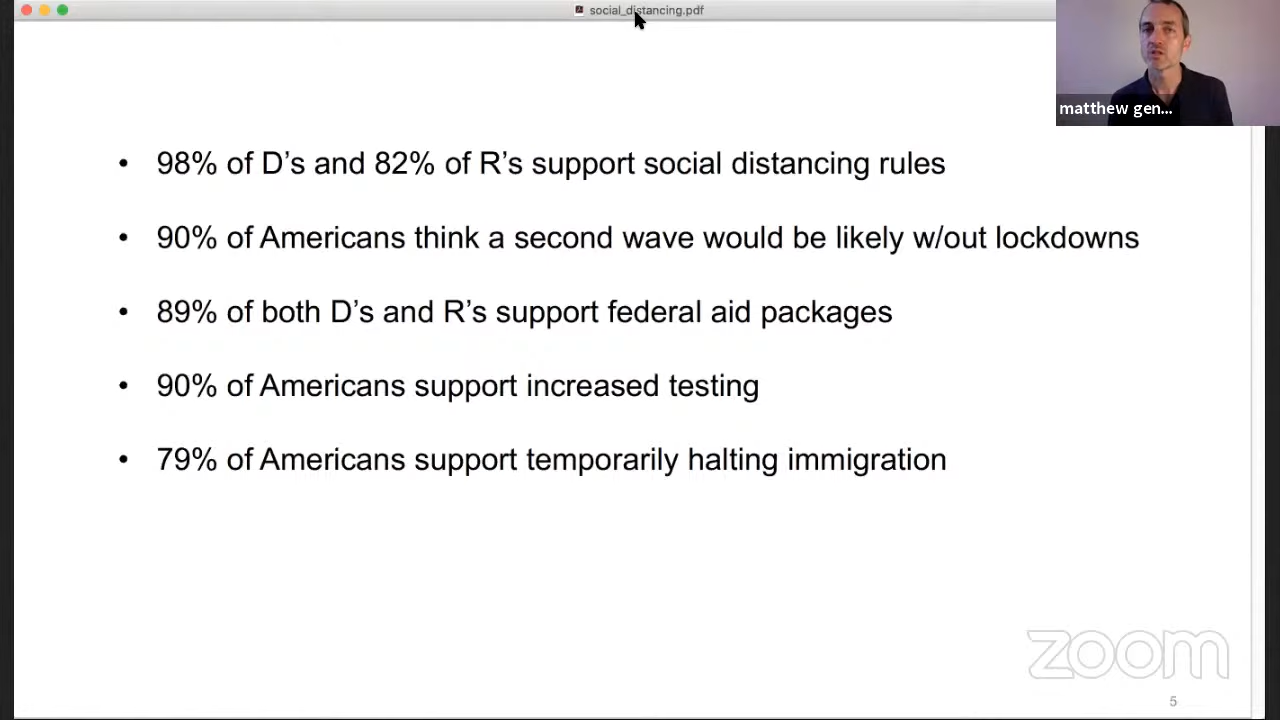 social_distancing.pdf
matthew gen...
• 98% of D’s and 82% of R’s support social distancing rules
• 90% of Americans think a second wave would be likely w/out lockdowns
• 89% of both D’s and R’s support federal aid packages
• 90% of Americans support increased testing
• 79% of Americans support temporarily halting immigration
zoom
5